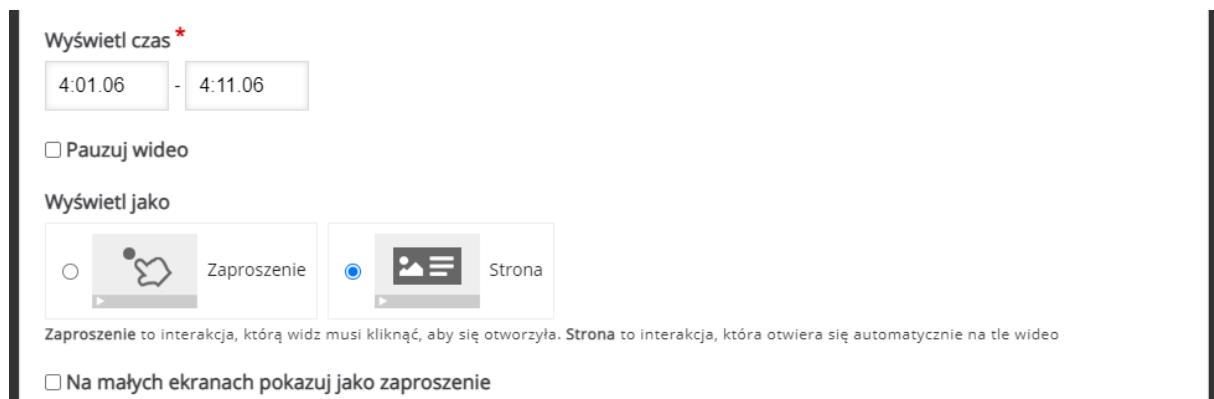 Wyświetl czas *
4:01.06 - 4:11.06
Pauzuj wideo
Wyświetl jako
Zaproszenie Strona
Zaproszenie to interakcja, którą widz musi kliknąć, aby się otworzyła. Strona to interakcja, która otwiera się automatycznie na tle wideo
Na małych ekranach pokazuj jako zaproszenie